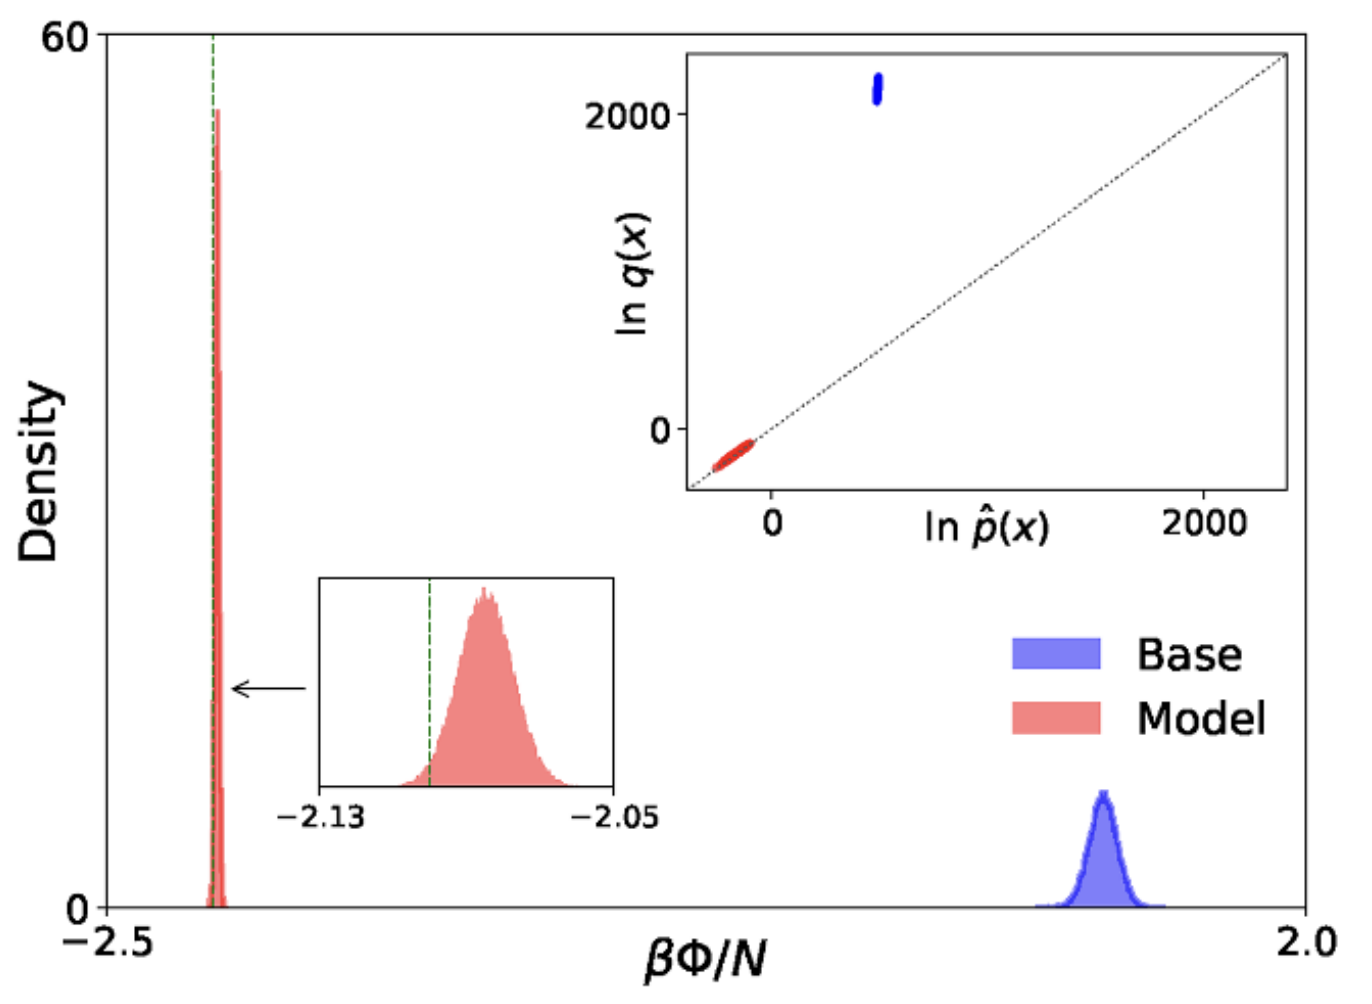 60
2000
ln q(x)
0
0
ln p̂(x)
2000
Density
−2.13
−2.05
Base
Model
0
−2.5
βΦ/N
2.0